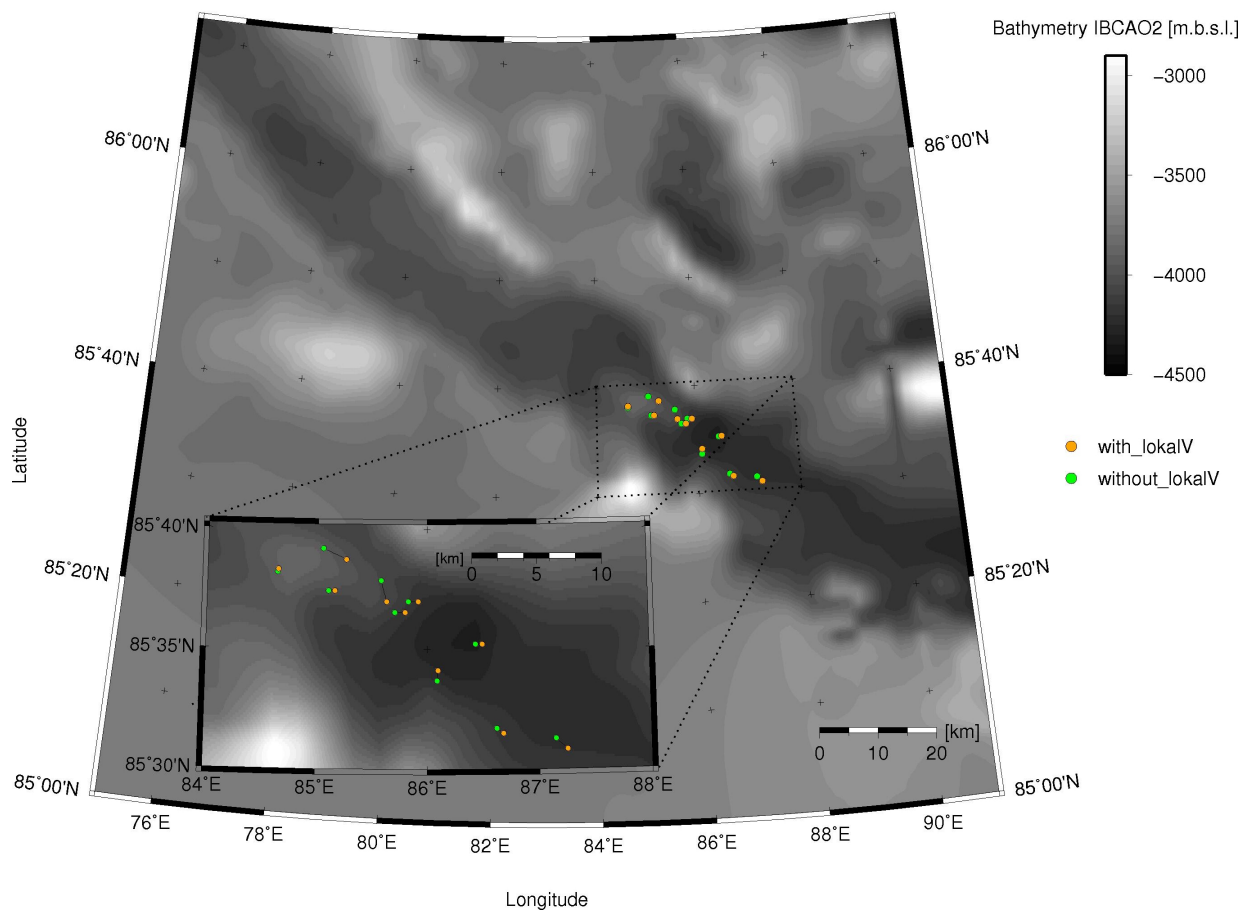 Bathymetry IBCAO2 [m.b.s.l.]
−3000
−3500
−4000
−4500
with_lokalV
without_lokalV
86˚00'N
86˚00'N
85˚40'N
85˚40'N
85˚20'N
85˚20'N
85˚00'N
85˚00'N
Latitude
85˚40'N
85˚35'N
85˚30'N
[km]
0 5 10
84˚E 85˚E 86˚E 87˚E 88˚E
[km]
0 10 20
76˚E 78˚E 80˚E 82˚E 84˚E 86˚E 88˚E 90˚E
Longitude